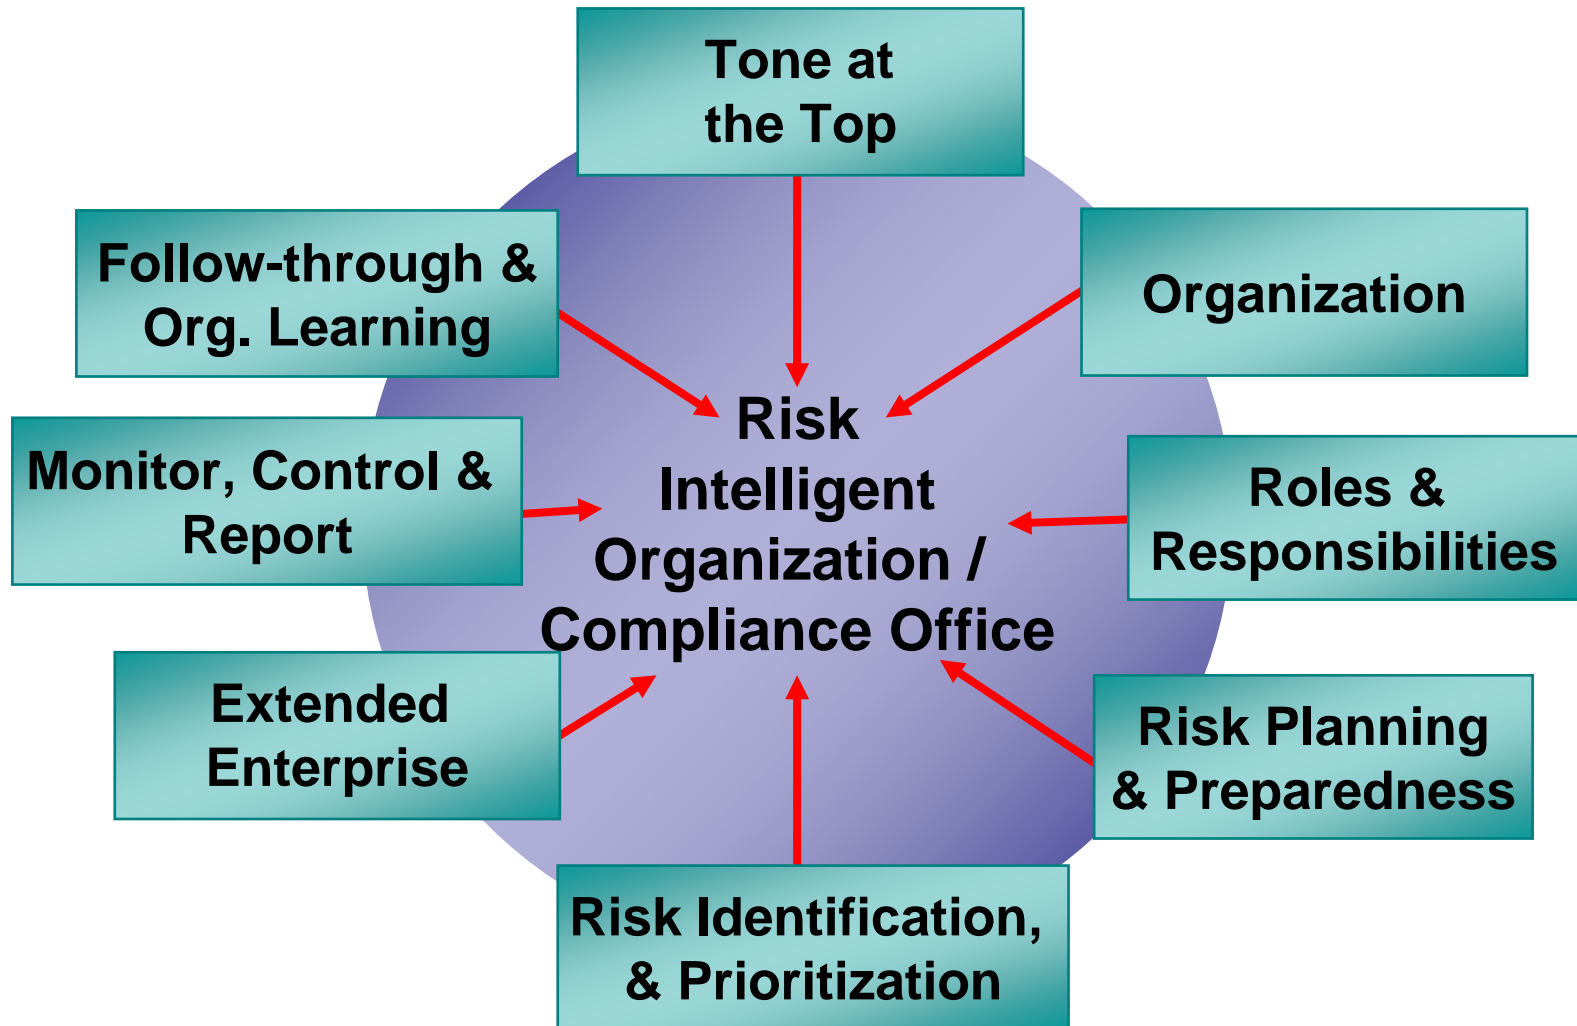 Tone at
the Top
Follow-through &
Org. Learning
Organization
Monitor, Control &
Report
Risk
Intelligent
Organization /
Compliance Office
Roles &
Responsibilities
Extended
Enterprise
Risk Planning
& Preparedness
Risk Identification,
& Prioritization